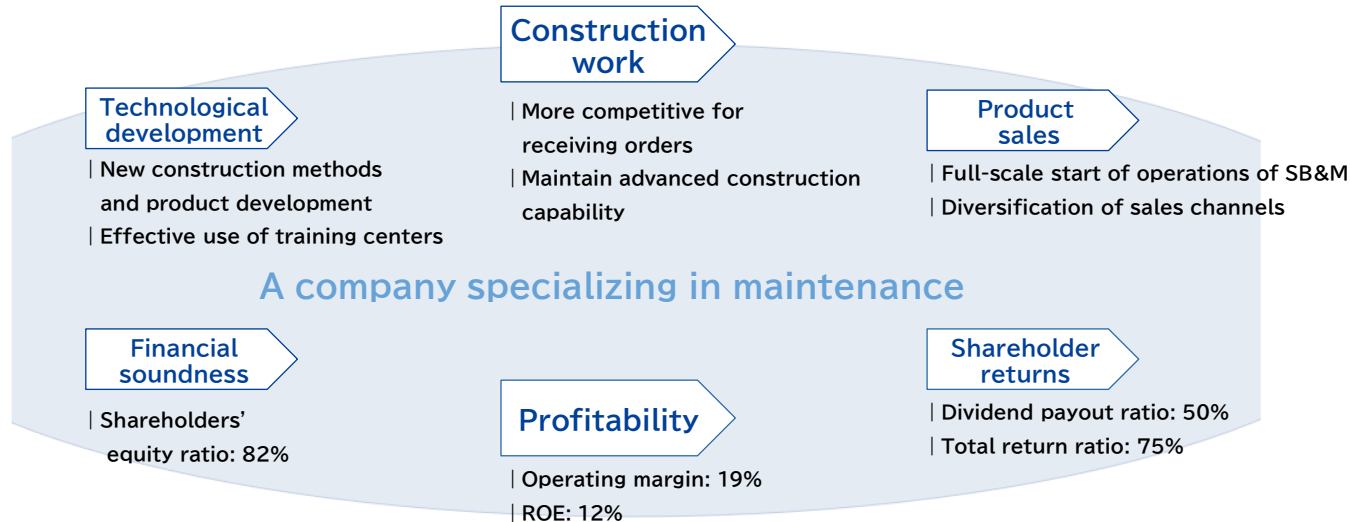 Construction
work
| More competitive for
receiving orders
| Maintain advanced construction
capability
Technological
development
| New construction methods
and product development
| Effective use of training centers
Product
sales
| Full-scale start of operations of SB&M
| Diversification of sales channels
A company specializing in maintenance
Financial
soundness
| Shareholders’
equity ratio: 82%
Profitability
| Operating margin: 19%
| ROE: 12%
Shareholder
returns
| Dividend payout ratio: 50%
| Total return ratio: 75%